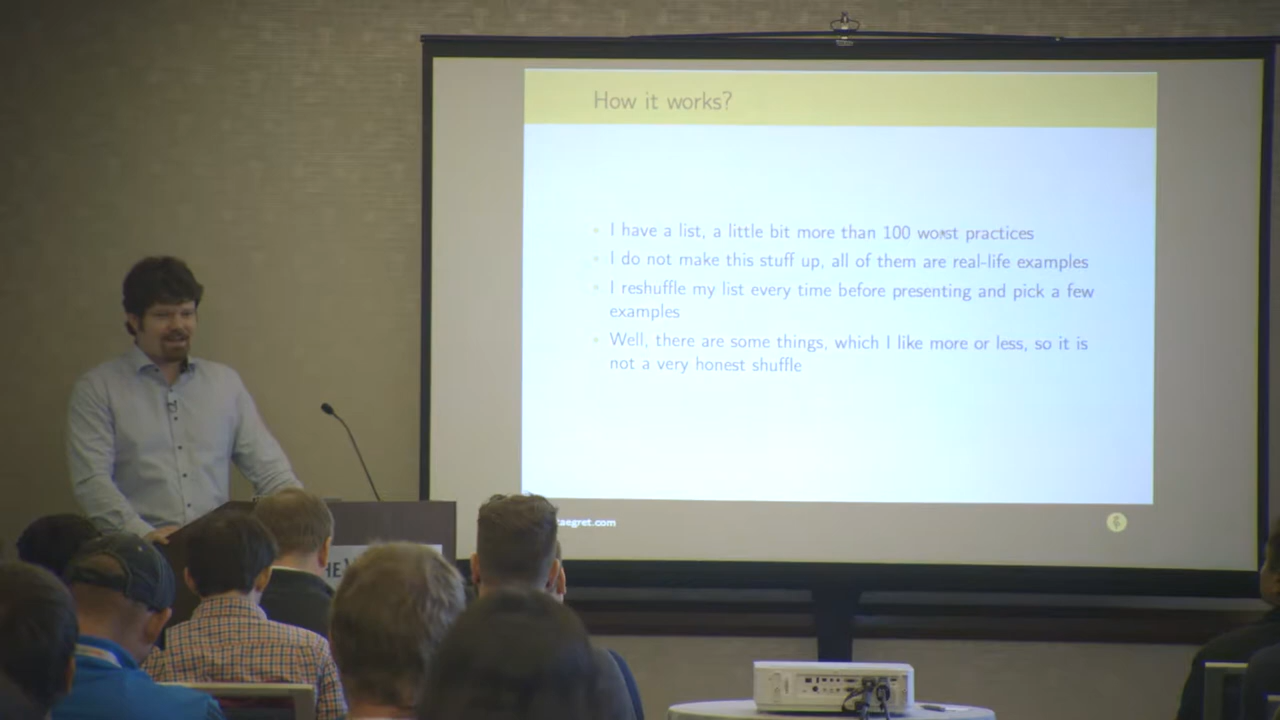 How it works?
I have a list, a little bit more than 100 worst practices
I do not make this stuff up, all of them are real-life examples
I reshuffle my list every time before presenting and pick a few
examples
Well, there are some things, which I like more or less, so it is
not a very honest shuffle
aegret.com